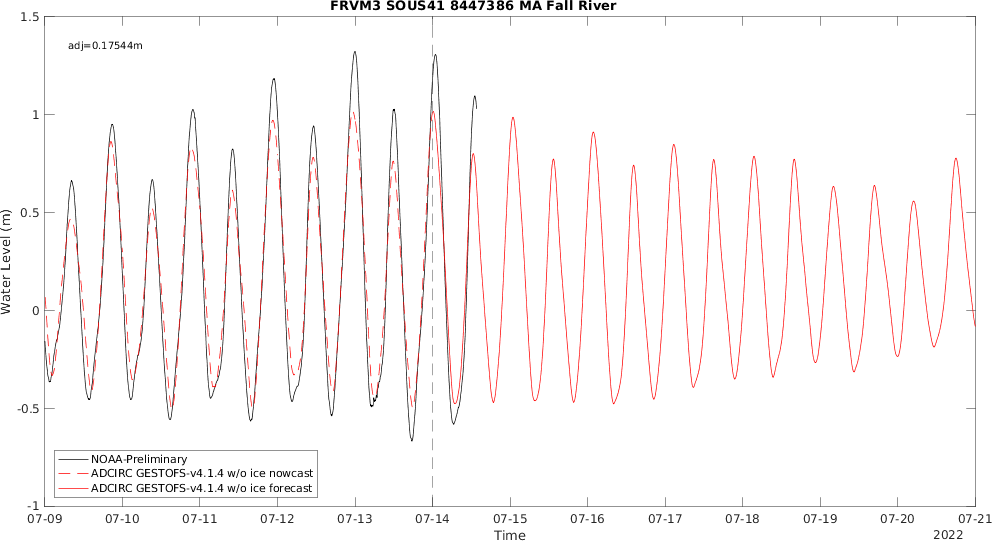 FRVM3 SOUS41 8447386 MA Fall River
adj=0.17544m
1.5
1
0.5
0
-0.5
-1
Water Level (m)
NOAA-Preliminary
ADCIRC GESTOFS-v4.1.4 w/o ice nowcast
ADCIRC GESTOFS-v4.1.4 w/o ice forecast
07-09 07-10 07-11 07-12 07-13 07-14 07-15 07-16 07-17 07-18 07-19 07-20 07-21
Time
2022